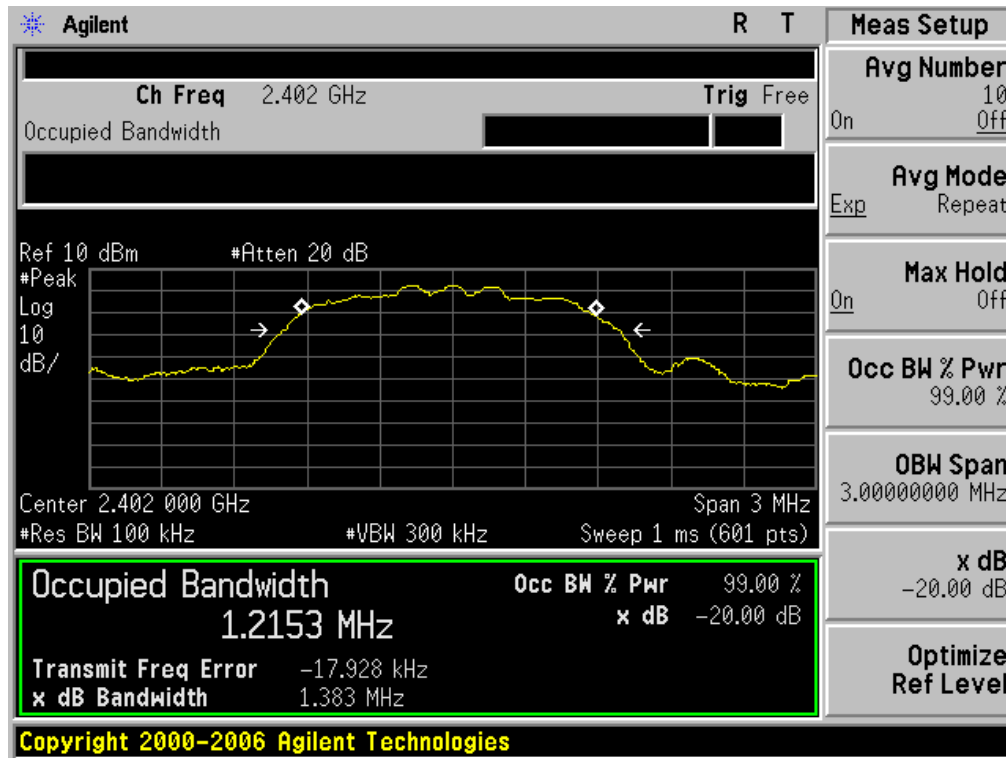 Agilent R T
Ch Freq 2.402 GHz Trig Free
Occupied Bandwidth
Ref 10 dBm #Atten 20 dB
#Peak
Log
10
dB/
Center 2.402 000 GHz Span 3 MHz
#Res BW 100 kHz #VBW 300 kHz Sweep 1 ms (601 pts)
Occupied Bandwidth Occ BW % Pwr 99.00 %
1.2153 MHz x dB -20.00 dB
Transmit Freq Error -17.928 kHz
x dB Bandwidth 1.383 MHz
Copyright 2000-2006 Agilent Technologies
Meas Setup
Avg Number
10
On Off
Avg Mode
Exp Repeat
Max Hold
On Off
Occ BW % Pwr
99.00 %
OBW Span
3.00000000 MHz
x dB
-20.00 dB
Optimize
Ref Level